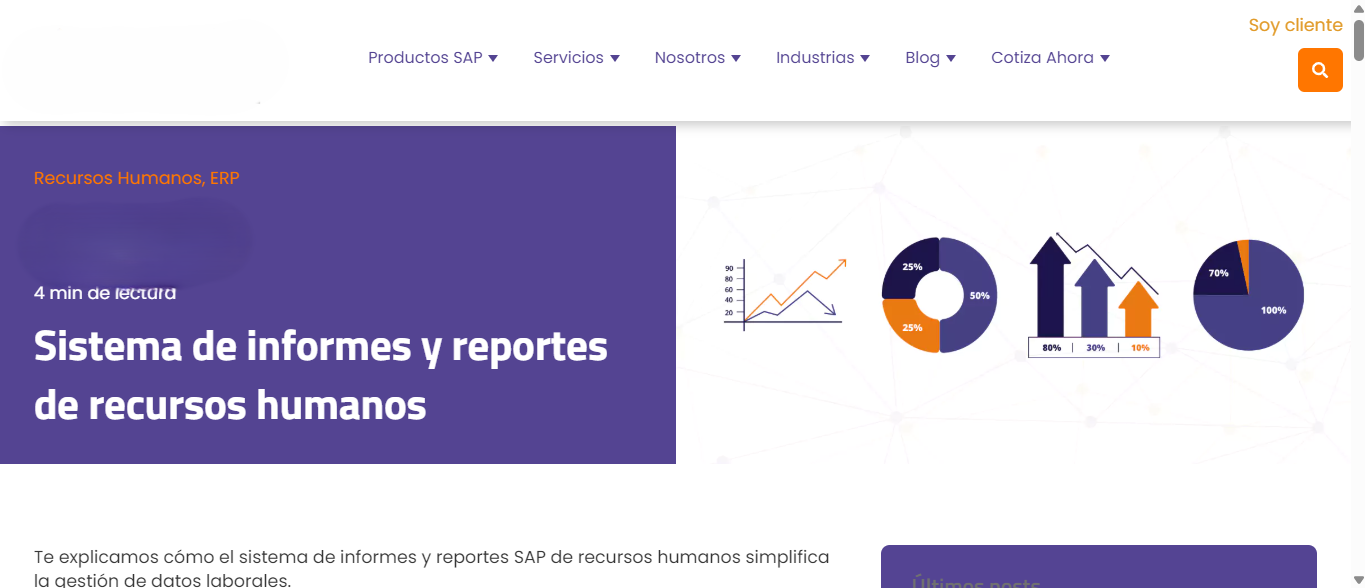 Soy cliente
Productos SAP
Servicios
Nosotros
Industrias
Blog
Cotiza Ahora
Recursos Humanos, ERP
4 min de lectura
Sistema de informes y reportes
de recursos humanos
90
80
60
40
20
25%
50%
25%
80% | 30% | 10%
70%
100%
Te explicamos cómo el sistema de informes y reportes SAP de recursos humanos simplifica
la gestión de datos laborales.
Últimos posts